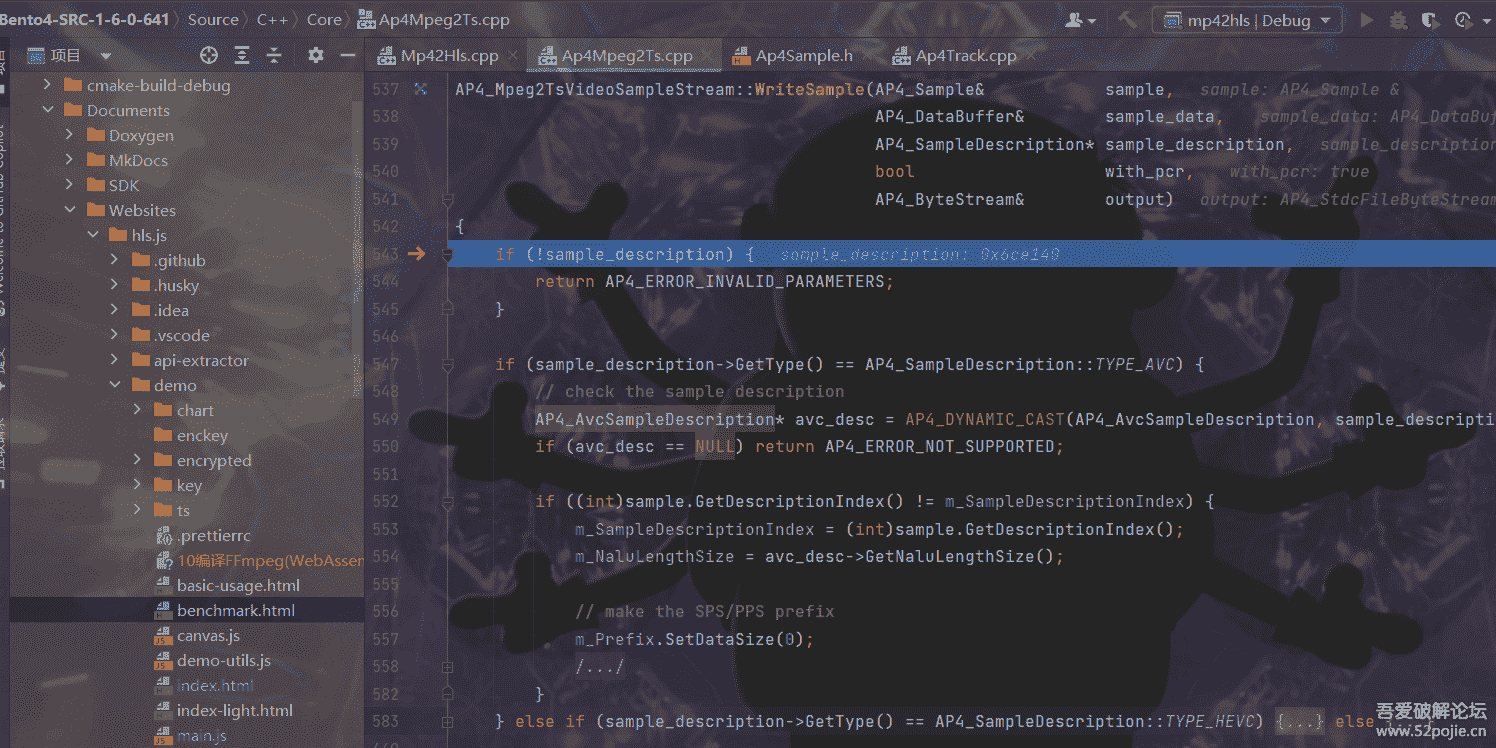 Bento4-SRC-1-6-0-641 〉 Source 〉 C++ 〉 Core 〉 Ap4Mpeg2Ts.cpp
mp42hls | Debug
项目
Mp42Hls.cpp Ap4Mpeg2Ts.cpp Ap4Sample.h Ap4Track.cpp
cmake-build-debug
Documents
Doxygen
MkDocs
SDK
Websites
hls.js
.github
.husky
.idea
.vscode
api-extractor
demo
chart
enckey
encrypted
key
ts
.prettierrc
10编译FFmpeg(WebAssem
basic-usage.html
benchmark.html
canvas.js
demo-utils.js
index.html
index-light.html
main.js
537 AP4_Mpeg2TsVideoSampleStream::WriteSample(AP4_Sample& sample, sample: AP4_Sample &
538 AP4_DataBuffer& sample_data, sample_data: AP4_DataBuf
539 AP4_SampleDescription* sample_description, sample_description
540 bool with_pcr, with_pcr: true
541 AP4_ByteStream& output) output: AP4_StdcFileByteStream
542 {
543 if (!sample_description) { sample_description: 0x6ce140
544 return AP4_ERROR_INVALID_PARAMETERS;
545 }
546
547 if (sample_description->GetType() == AP4_SampleDescription::TYPE_AVC) {
548 // check the sample description
549 AP4_AvcSampleDescription* avc_desc = AP4_DYNAMIC_CAST(AP4_AvcSampleDescription, sample_descripti
550 if (avc_desc == NULL) return AP4_ERROR_NOT_SUPPORTED;
551
552 if ((int)sample.GetDescriptionIndex() != m_SampleDescriptionIndex) {
553 m_SampleDescriptionIndex = (int)sample.GetDescriptionIndex();
554 m_NaluLengthSize = avc_desc->GetNaluLengthSize();
555
556 // make the SPS/PPS prefix
557 m_Prefix.SetDataSize(0);
558 /.../
582 }
583 } else if (sample_description->GetType() == AP4_SampleDescription::TYPE_HEVC) {...} else
吾爱破解论坛
www.52pojie.cn